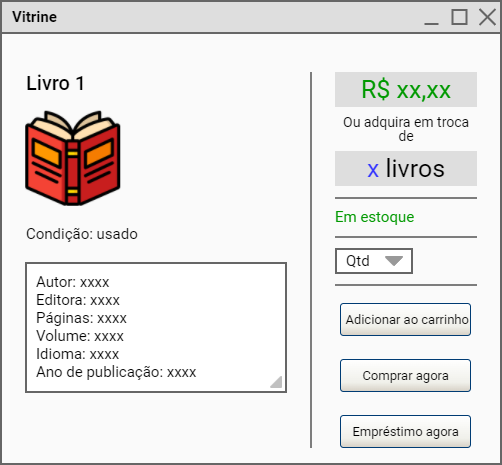 Vitrine
Livro 1
Condição: usado
Autor: xxxx
Editora: xxxx
Páginas: xxxx
Volume: xxxx
Idioma: xxxx
Ano de publicação: xxxx
R$ xx,xx
Ou adquira em troca
de
x livros
Em estoque
Qtd
Adicionar ao carrinho
Comprar agora
Empréstimo agora